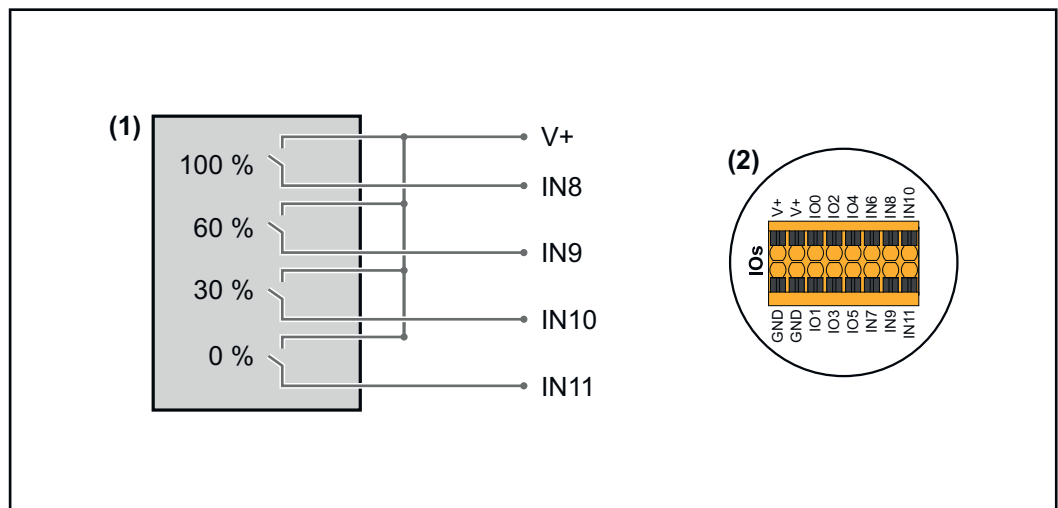 (1)
100 %
60 %
30 %
0 %
V+
IN8
IN9
IN10
IN11
(2)
IOs
V+
V+
IO0
IO2
IO4
IN6
IN8
IN10
GND
GND
IO1
IO3
IO5
IN7
IN9
IN11